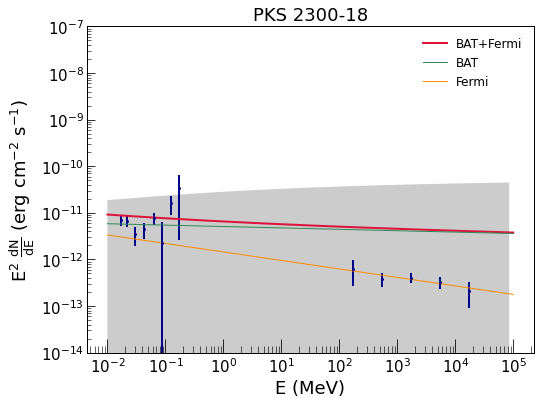 PKS 2300-18
BAT+Fermi
BAT
Fermi
E² dN/dE (erg cm⁻² s⁻¹)
10⁻⁷
10⁻⁸
10⁻⁹
10⁻¹⁰
10⁻¹¹
10⁻¹²
10⁻¹³
10⁻¹⁴
10⁻² 10⁻¹ 10⁰ 10¹ 10² 10³ 10⁴ 10⁵
E (MeV)